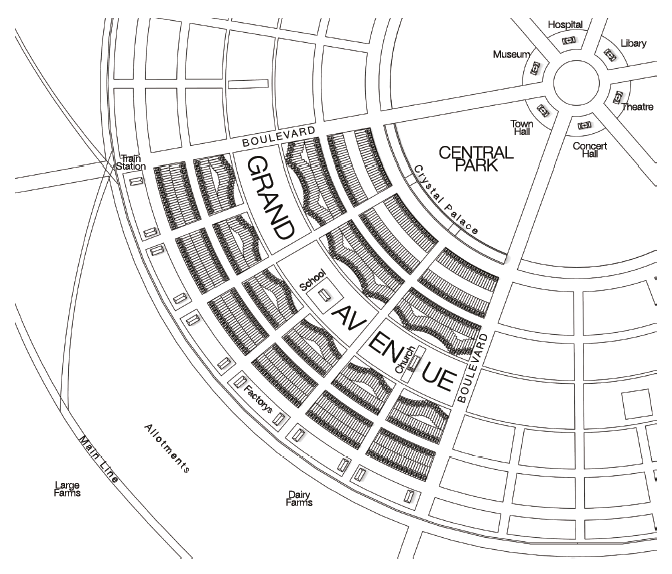 Hospital
Libary
Museum
Theatre
Town
Hall
Concert
Hall
BOULEVARD
CENTRAL
PARK
Train
Station
GRAND
Crystal Palace
School
AV
EN
UE
Church
BOULEVARD
Factorys
Allotments
Main Line
Large
Farms
Dairy
Farms